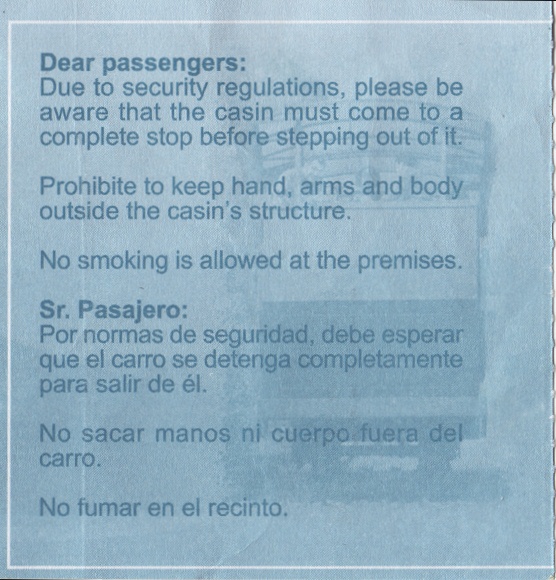 Dear passengers:
Due to security regulations, please be
aware that the casin must come to a
complete stop before stepping out of it.
Prohibite to keep hand, arms and body
outside the casin's structure.
No smoking is allowed at the premises.
Sr. Pasajero:
Por normas de seguridad, debe esperar
que el carro se detenga completamente
para salir de él.
No sacar manos ni cuerpo fuera del
carro.
No fumar en el recinto.